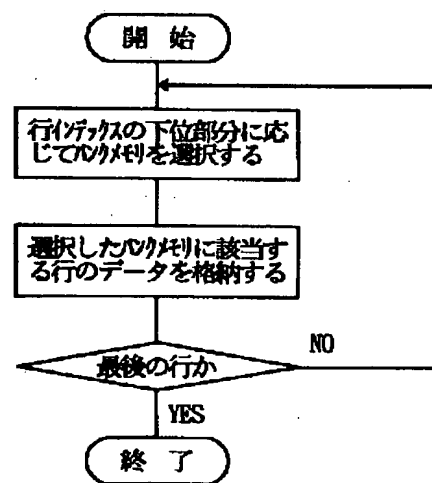 開 始
行インデックスの下位部分に応
じてバンクメモリを選択する
選択したバンクメモリに該当す
る行のデータを格納する
最後の行か
NO
YES
終 了